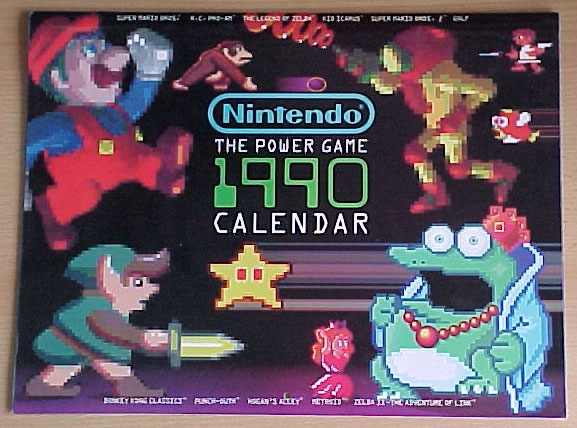 SUPER MARIO BROS.™ R.C. PRO-AM™ THE LEGEND OF ZELDA™ KID ICARUS™ SUPER MARIO BROS. 2™ GOLF
Nintendo®
THE POWER GAME
1990
CALENDAR
DONKEY KONG CLASSICS™ PUNCH-OUT!!™ HOGAN'S ALLEY™ METROID™ ZELDA II-THE ADVENTURE OF LINK™